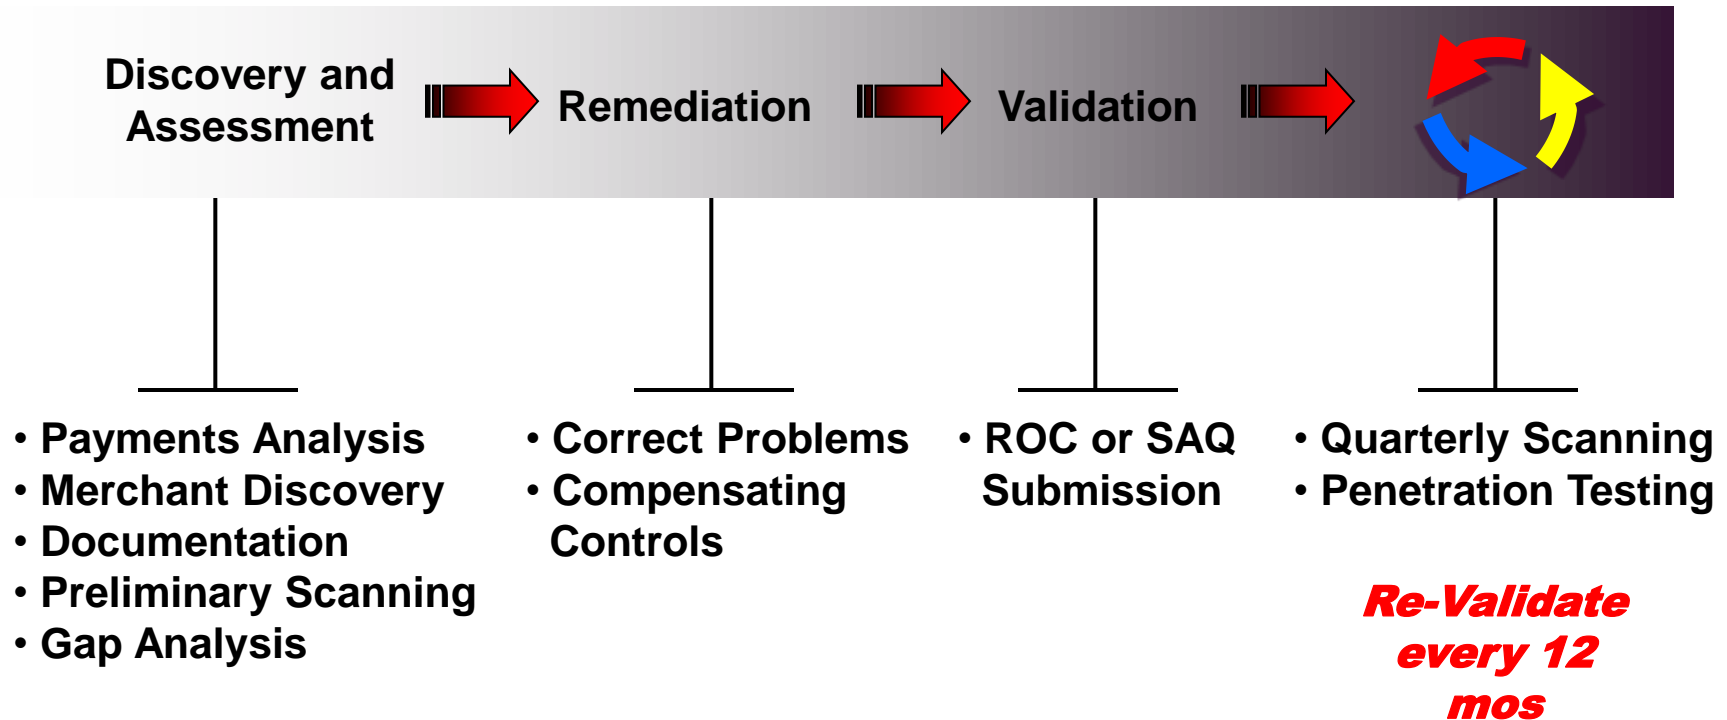 Discovery and
Assessment
Remediation
Validation
• Payments Analysis
• Merchant Discovery
• Documentation
• Preliminary Scanning
• Gap Analysis
• Correct Problems
• Compensating
Controls
• ROC or SAQ
Submission
• Quarterly Scanning
• Penetration Testing
Re-Validate
every 12
mos